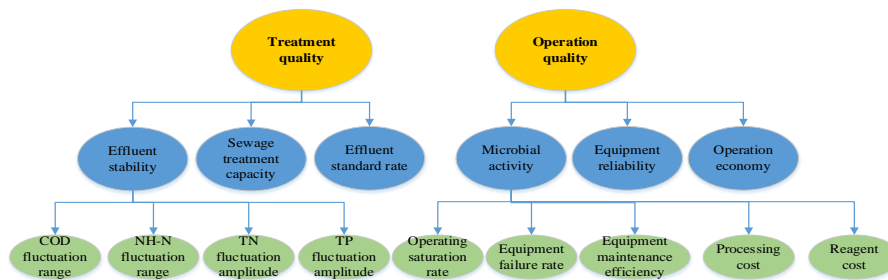 Treatment
quality
Operation
quality
Effluent
stability
Sewage
treatment
capacity
Effluent
standard rate
Microbial
activity
Equipment
reliability
Operation
economy
COD
fluctuation
range
NH-N
fluctuation
range
TN
fluctuation
amplitude
TP
fluctuation
amplitude
Operating
saturation
rate
Equipment
failure rate
Equipment
maintenance
efficiency
Processing
cost
Reagent
cost